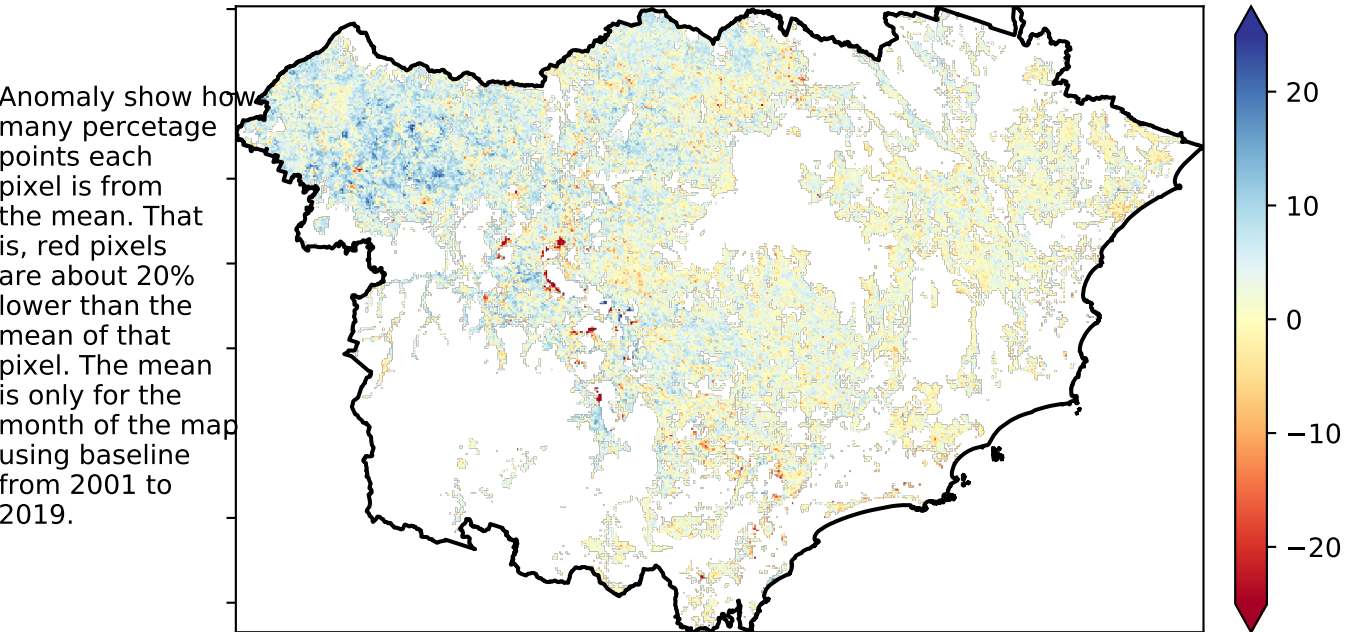 Anomaly show how
many percetage
points each
pixel is from
the mean. That
is, red pixels
are about 20%
lower than the
mean of that
pixel. The mean
is only for the
month of the map
using baseline
from 2001 to
2019.
20
10
0
−10
−20